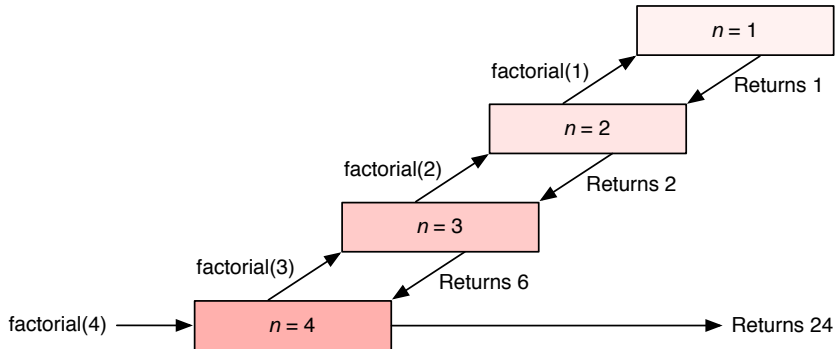 n = 1
factorial(1)
Returns 1
n = 2
factorial(2)
Returns 2
n = 3
factorial(3)
Returns 6
factorial(4)
n = 4
Returns 24